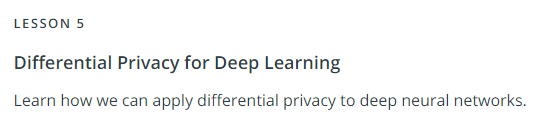 LESSON 5
Differential Privacy for Deep Learning
Learn how we can apply differential privacy to deep neural networks.